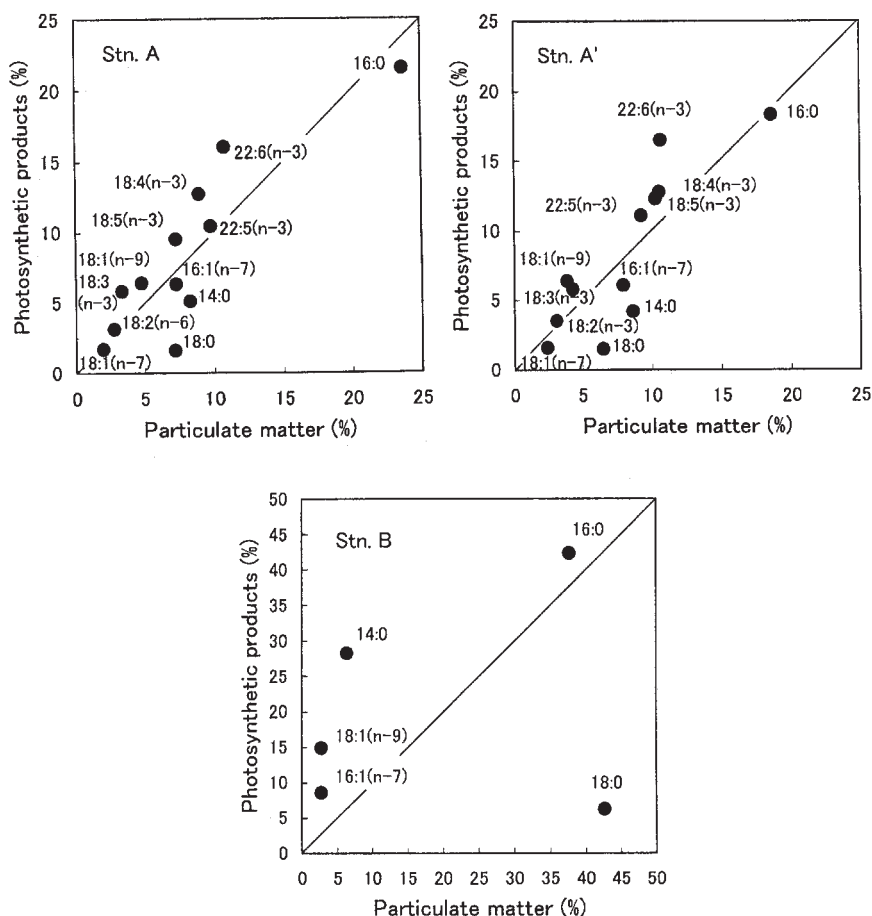 Stn. A
Photosynthetic products (%)
25
20
15
10
5
0
16:0
22:6(n-3)
18:4(n-3)
18:5(n-3)
22:5(n-3)
18:1(n-9)
16:1(n-7)
18:3
(n-3)
14:0
18:2(n-6)
18:0
18:1(n-7)
0 5 10 15 20 25
Particulate matter (%)
Stn. A'
Photosynthetic products (%)
25
20
15
10
5
0
22:6(n-3)
16:0
18:4(n-3)
22:5(n-3)
18:5(n-3)
18:1(n-9)
16:1(n-7)
18:3(n-3)
14:0
18:2(n-3)
18:0
18:1(n-7)
0 5 10 15 20 25
Particulate matter (%)
Stn. B
Photosynthetic products (%)
50
45
40
35
30
25
20
15
10
5
0
16:0
14:0
18:1(n-9)
16:1(n-7)
18:0
0 5 10 15 20 25 30 35 40 45 50
Particulate matter (%)